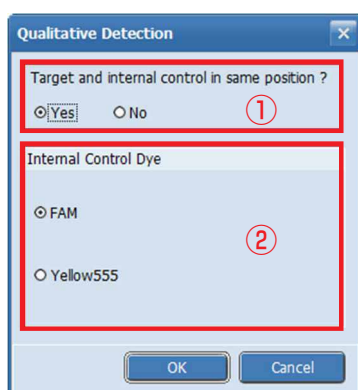 Qualitative Detection
Target and internal control in same position ?
Yes No
①
Internal Control Dye
FAM
②
Yellow555
OK Cancel